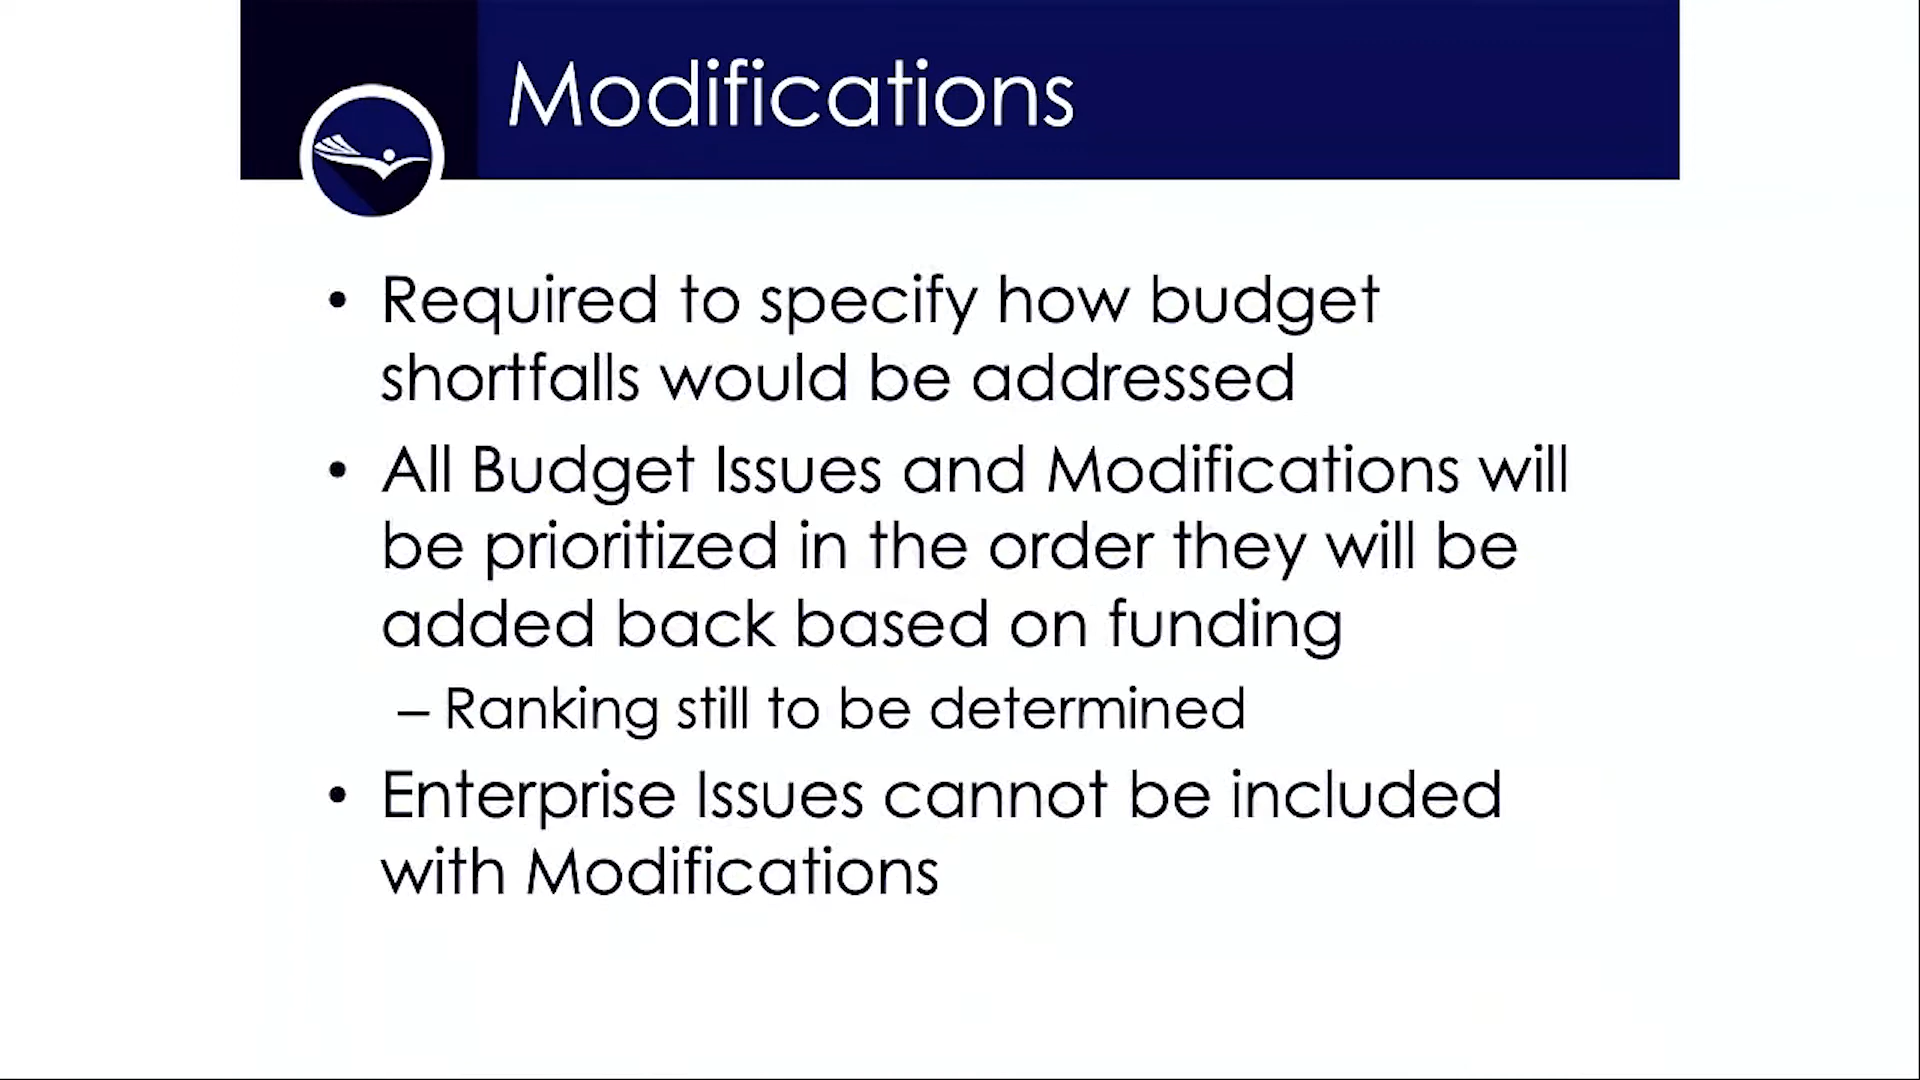 Modifications
• Required to specify how budget
shortfalls would be addressed
• All Budget Issues and Modifications will
be prioritized in the order they will be
added back based on funding
– Ranking still to be determined
• Enterprise Issues cannot be included
with Modifications